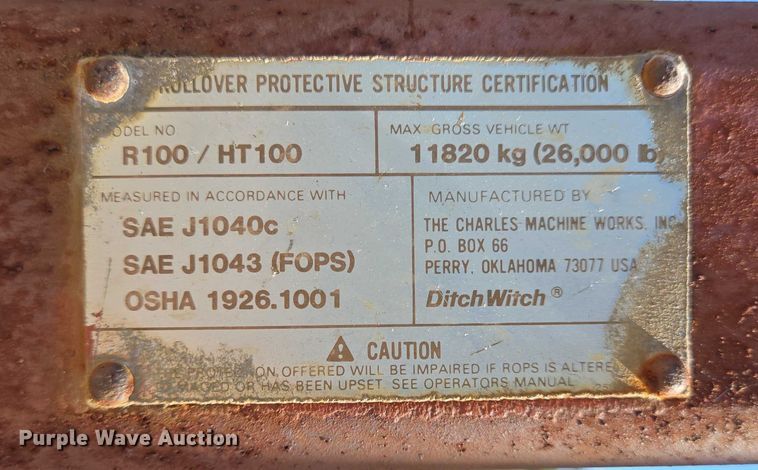 ROLLOVER PROTECTIVE STRUCTURE CERTIFICATION
MODEL NO
R100 / HT100
MAX GROSS VEHICLE WT
11820 kg (26,000 lb)
MEASURED IN ACCORDANCE WITH
SAE J1040c
SAE J1043 (FOPS)
OSHA 1926.1001
MANUFACTURED BY
THE CHARLES MACHINE WORKS, INC
P.O. BOX 66
PERRY, OKLAHOMA 73077 USA
DitchWitch®
CAUTION
PROTECTION OFFERED WILL BE IMPAIRED IF ROPS IS ALTERED
DAMAGED OR HAS BEEN UPSET. SEE OPERATORS MANUAL
Purple Wave Auction